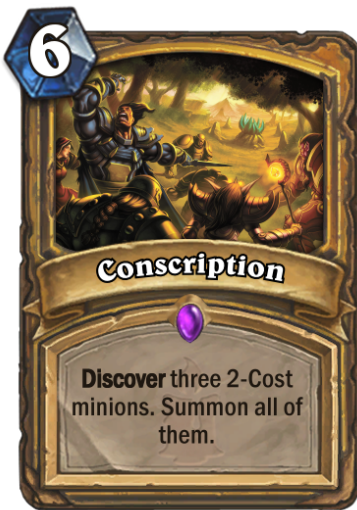 6
Conscription
Discover three 2-Cost
minions. Summon all of
them.